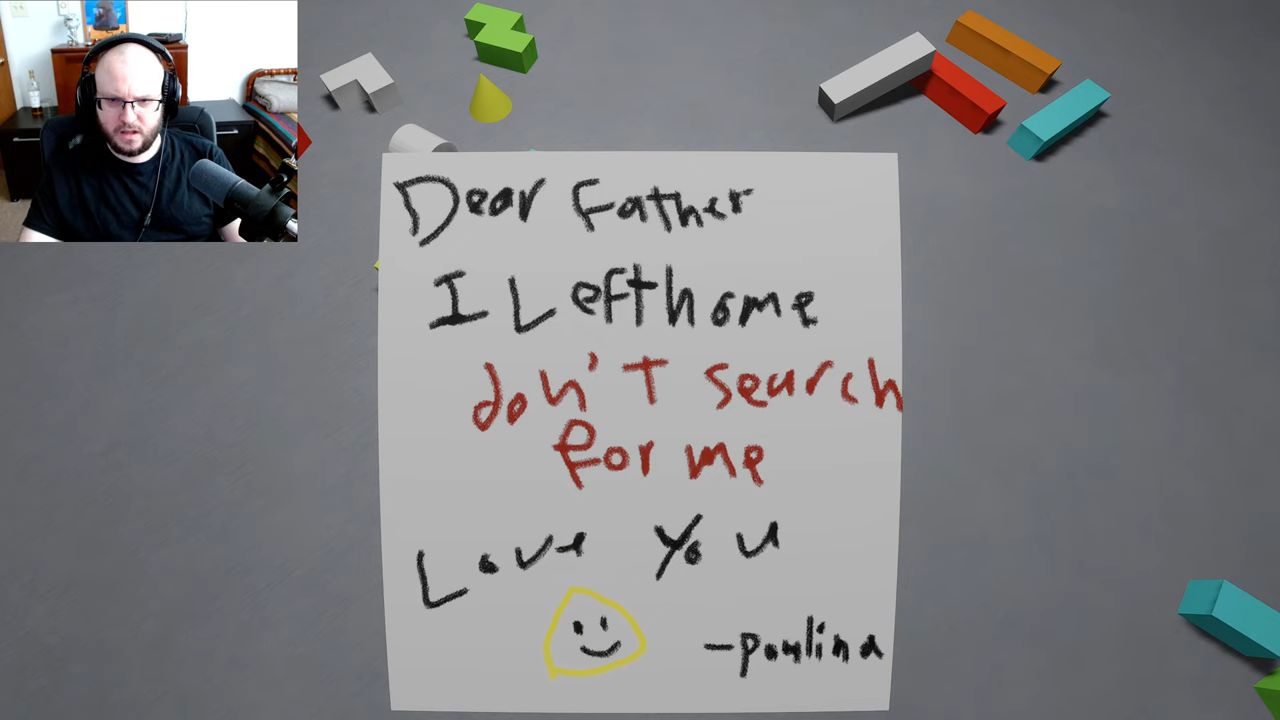 Dear Father
I Left home
don't search
for me
Love You
-paulina